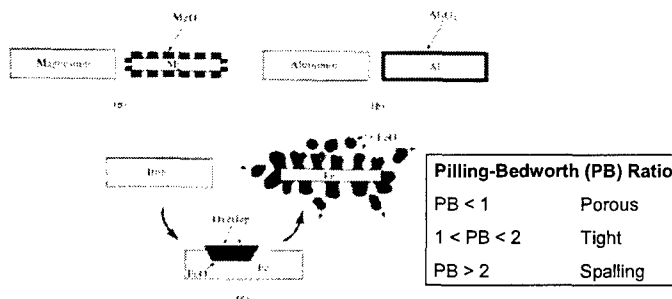 MgO
Magnesium
Mg
(a)
Al₂O₃
Aluminum
Al
(b)
Iron
Fe
Fe
(c)
Pilling-Bedworth (PB) Ratio
PB < 1 Porous
1 < PB < 2 Tight
PB > 2 Spalling